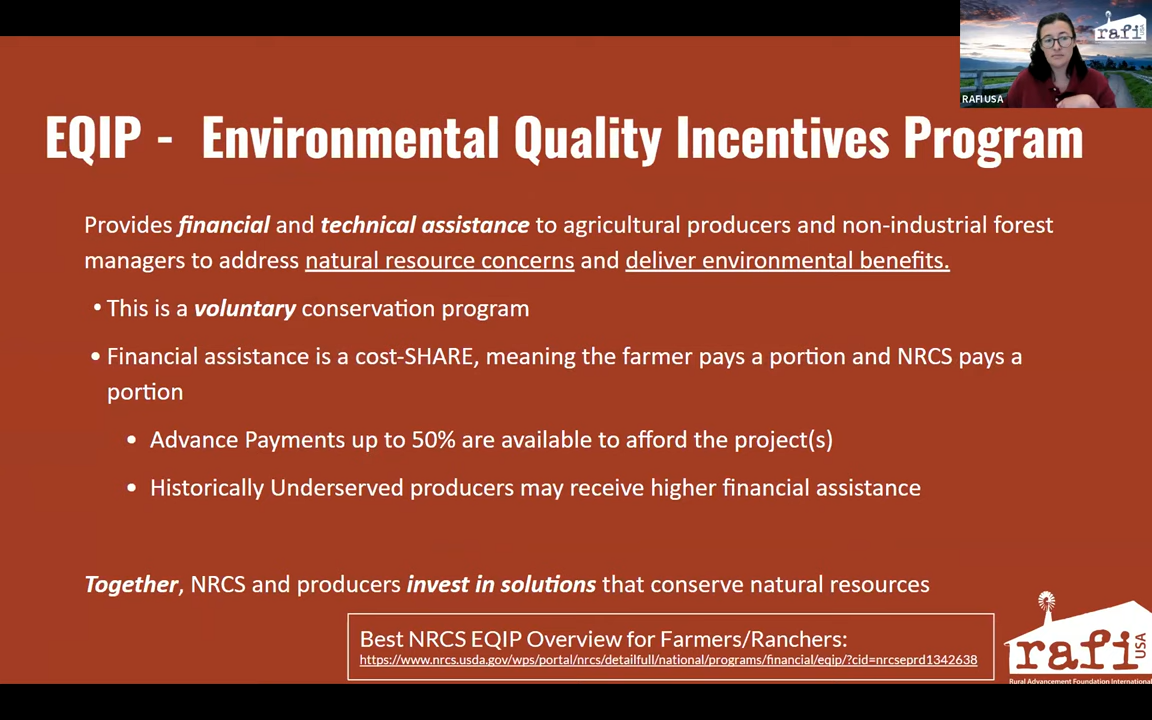 rafi
USA
RAFI USA
EQIP - Environmental Quality Incentives Program
Provides financial and technical assistance to agricultural producers and non-industrial forest
managers to address natural resource concerns and deliver environmental benefits.
• This is a voluntary conservation program
• Financial assistance is a cost-SHARE, meaning the farmer pays a portion and NRCS pays a
portion
• Advance Payments up to 50% are available to afford the project(s)
• Historically Underserved producers may receive higher financial assistance
Together, NRCS and producers invest in solutions that conserve natural resources
Best NRCS EQIP Overview for Farmers/Ranchers:
https://www.nrcs.usda.gov/wps/portal/nrcs/detailfull/national/programs/financial/eqip/?cid=nrcseprd1342638
rafi
USA
Rural Advancement Foundation International